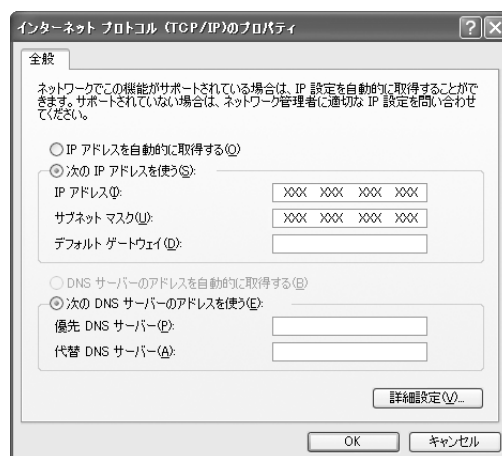 インターネット プロトコル (TCP/IP)のプロパティ
全般
ネットワークでこの機能がサポートされている場合は、IP 設定を自動的に取得することがで
きます。サポートされていない場合は、ネットワーク管理者に適切な IP 設定を問い合わせ
てください。
IP アドレスを自動的に取得する(O)
次の IP アドレスを使う(S):
IP アドレス(I): XXX XXX XXX XXX
サブネット マスク(U): XXX XXX XXX XXX
デフォルト ゲートウェイ(D):
DNS サーバーのアドレスを自動的に取得する(B)
次の DNS サーバーのアドレスを使う(E):
優先 DNS サーバー(P):
代替 DNS サーバー(A):
詳細設定(V)...
OK キャンセル